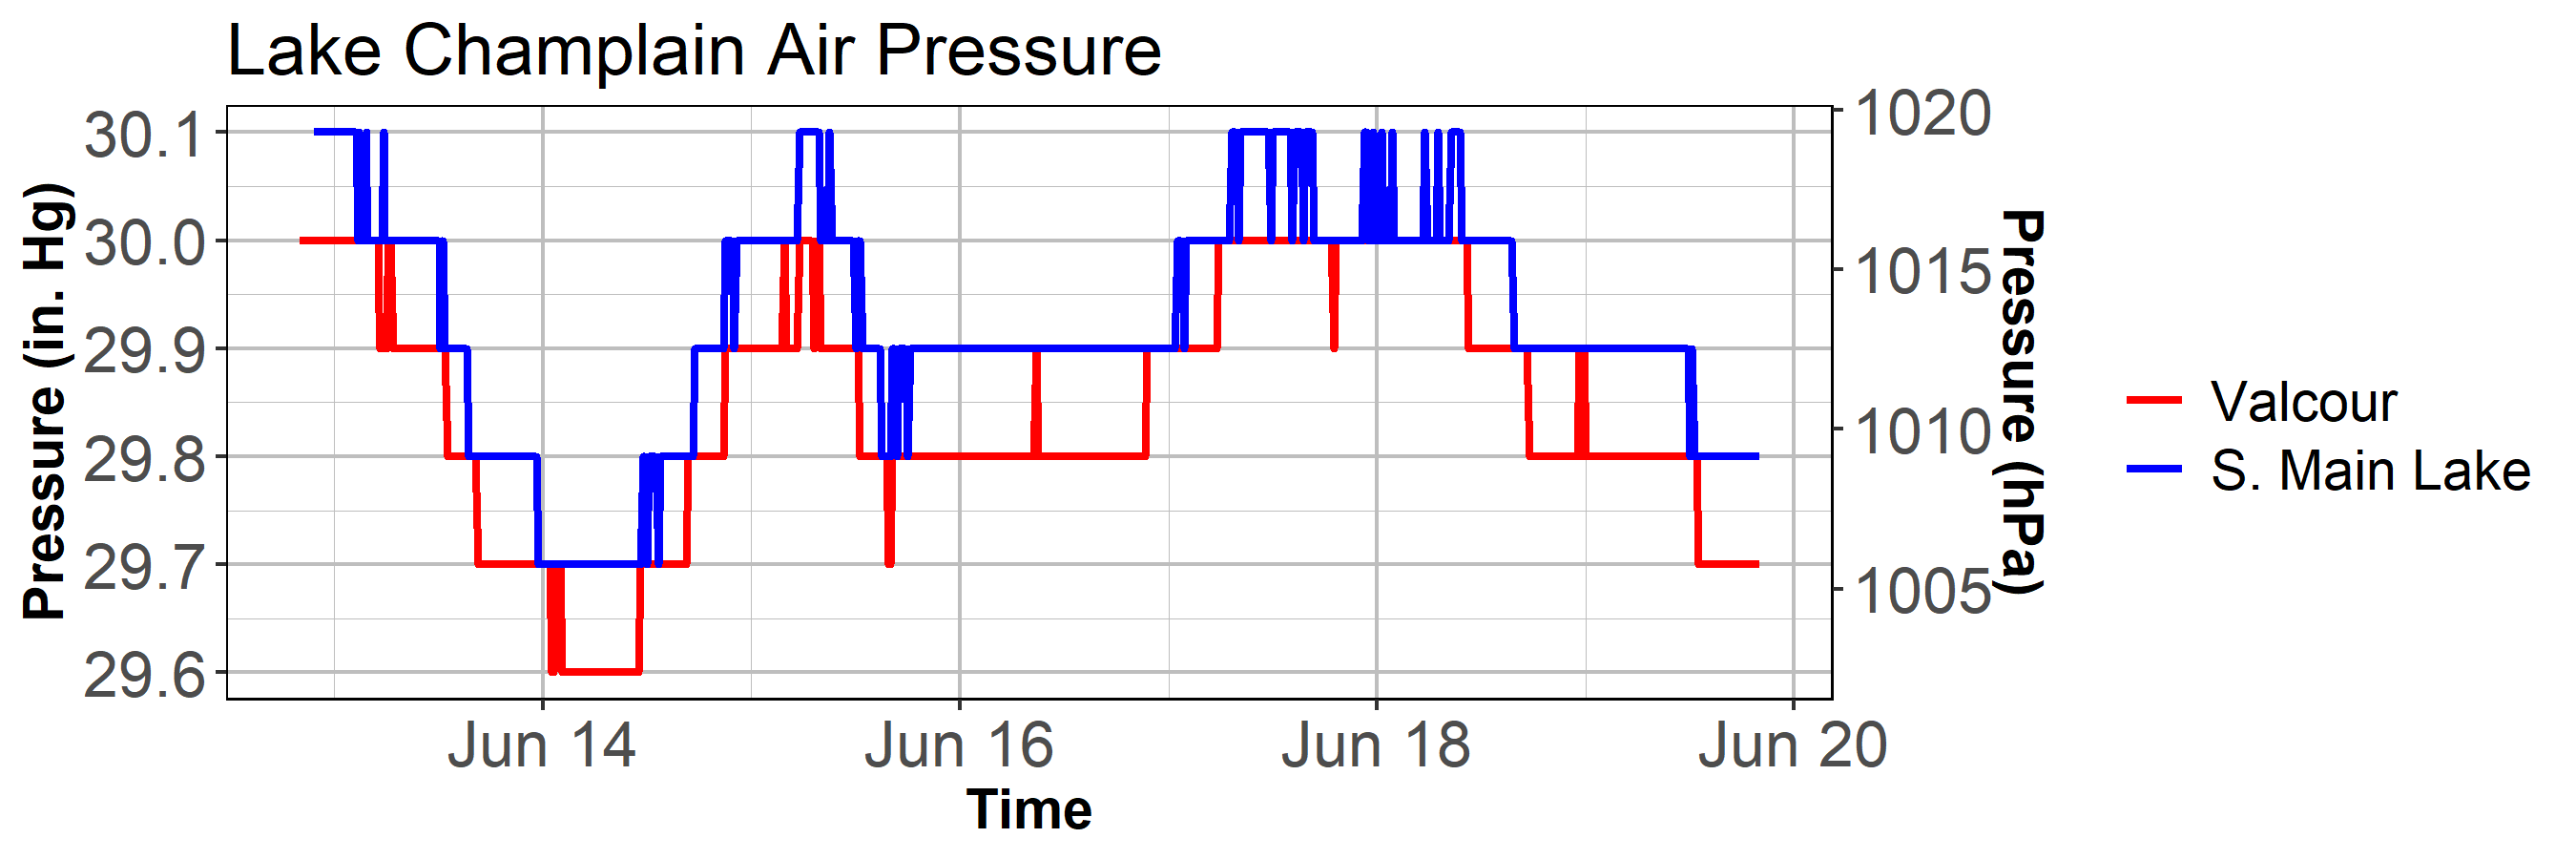 Lake Champlain Air Pressure
Pressure (in. Hg)
30.1
30.0
29.9
29.8
29.7
29.6
1020
1015
1010
1005
Pressure (hPa)
Jun 14
Jun 16
Jun 18
Jun 20
Time
Valcour
S. Main Lake